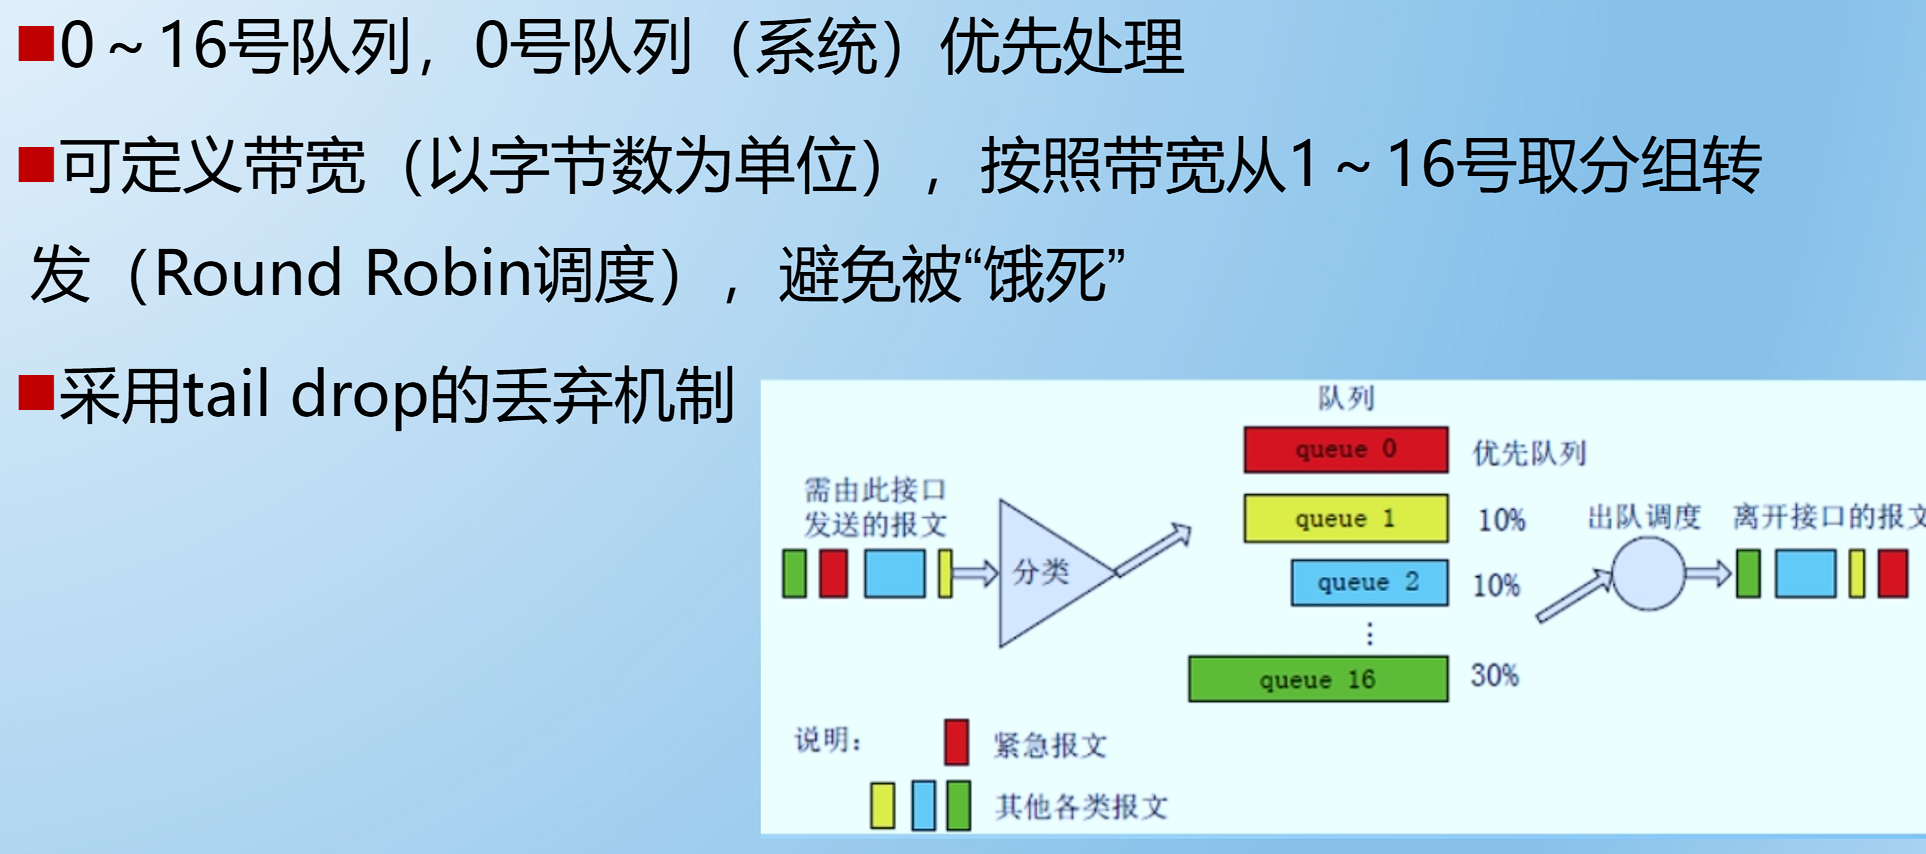 0～16号队列，0号队列（系统）优先处理
可定义带宽（以字节数为单位），按照带宽从1～16号取分组转
发（Round Robin调度），避免被“饿死”
采用tail drop的丢弃机制
队列
queue 0 优先队列
需由此接口
发送的报文
queue 1 10%
出队调度 离开接口的报文
分类
queue 2 10%
⋮
queue 16 30%
说明：
紧急报文
其他各类报文